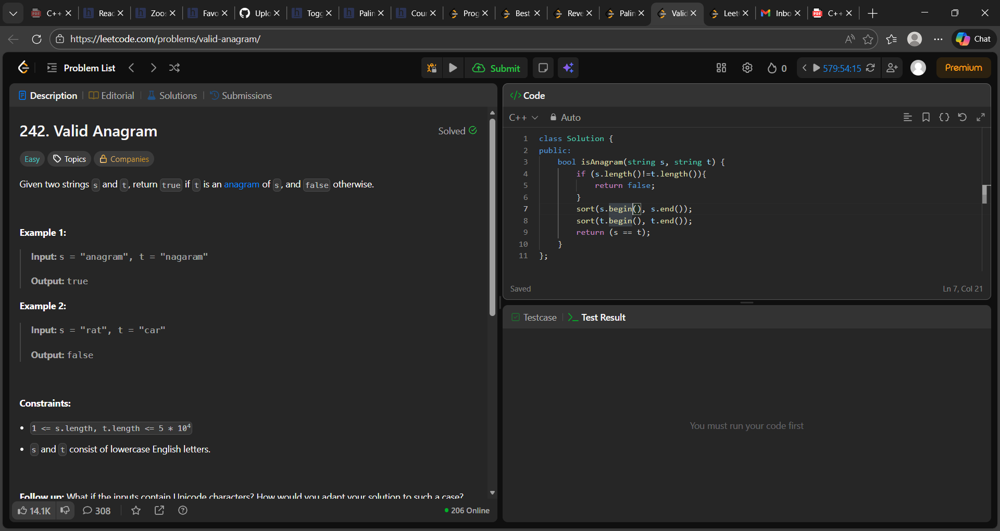 C++ Reac Zoo: Favo Uplo Togg Palin Cour Prog Best Reve Palin Valid Leet Inbo C++
https://leetcode.com/problems/valid-anagram/
Chat
Problem List
Submit
0
579:54:15
Premium
Description
Editorial
Solutions
Submissions
242. Valid Anagram
Solved
Easy
Topics
Companies
Given two strings s and t, return true if t is an anagram of s, and false otherwise.
Example 1:
Input: s = "anagram", t = "nagaram"
Output: true
Example 2:
Input: s = "rat", t = "car"
Output: false
Constraints:
• 1 <= s.length, t.length <= 5 * 10⁴
• s and t consist of lowercase English letters.
Follow up: What if the inputs contain Unicode characters? How would you adapt your solution to such a case?
14.1K
308
206 Online
</> Code
C++
Auto
1 class Solution {
2 public:
3 bool isAnagram(string s, string t) {
4 if (s.length()!=t.length()){
5 return false;
6 }
7 sort(s.begin(), s.end());
8 sort(t.begin(), t.end());
9 return (s == t);
10 }
11 };
Saved
Ln 7, Col 21
Testcase
Test Result
You must run your code first